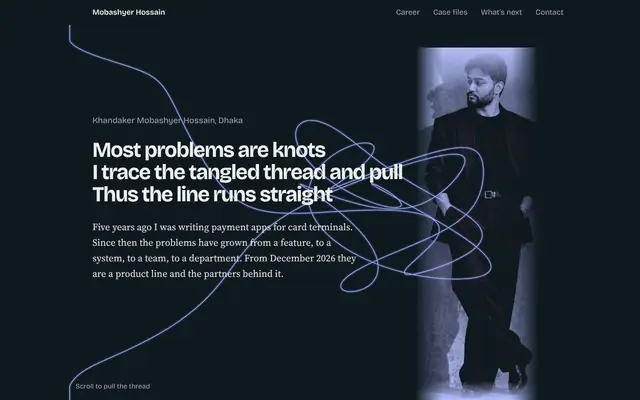 Mobashyer Hossain
Career
Case files
What's next
Contact
Khandaker Mobashyer Hossain, Dhaka
Most problems are knots
I trace the tangled thread and pull
Thus the line runs straight
Five years ago I was writing payment apps for card terminals.
Since then the problems have grown from a feature, to a
system, to a team, to a department. From December 2026 they
are a product line and the partners behind it.
Scroll to pull the thread